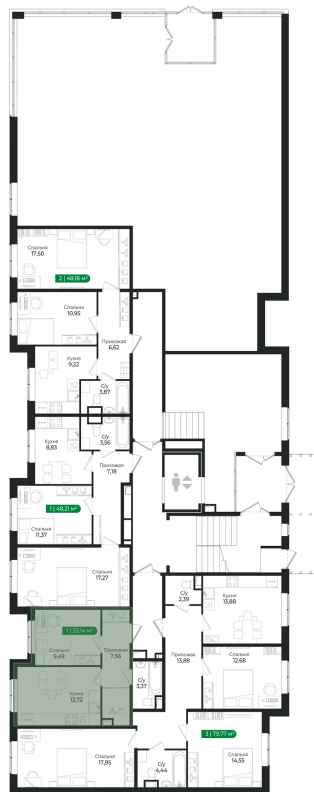 Спальня
17,50
2 | 48,16 м²
Спальня
10,95
Прихожая
6,62
Кухня
9,22
С/у
3,87
С/у
3,56
Кухня
8,83
Прихожая
7,18
1 | 48,21 м²
Спальня
11,37
Спальня
17,27
С/у
2,39
Кухня
13,88
1 | 33,14 м²
Спальня
9,49
Прихожая
7,56
Прихожая
13,88
Спальня
12,68
С/у
3,37
Кухня
12,72
3 | 79,77 м²
Спальня
17,95
С/у
4,44
Спальня
14,55